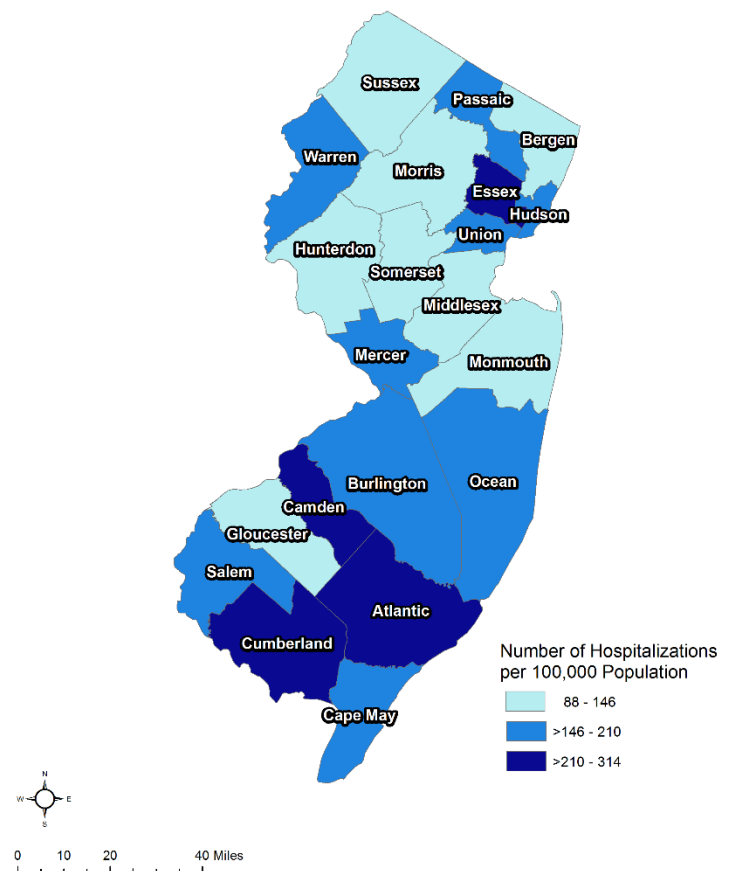 Sussex
Passaic
Bergen
Warren
Morris
Essex
Hudson
Union
Hunterdon
Somerset
Middlesex
Mercer
Monmouth
Ocean
Burlington
Camden
Gloucester
Salem
Atlantic
Cumberland
Cape May
Number of Hospitalizations
per 100,000 Population
88 - 146
>146 - 210
>210 - 314
N
W E
S
0 10 20 40 Miles